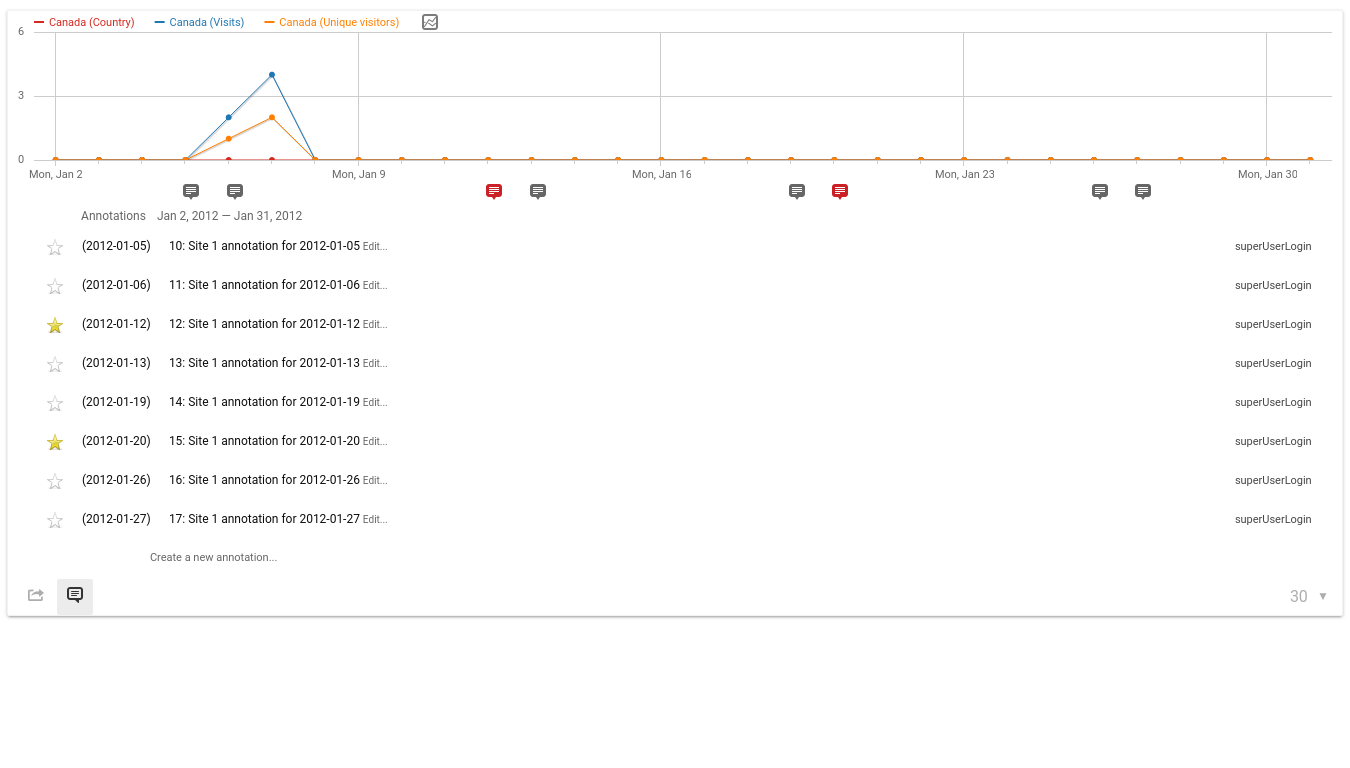 Canada (Country) Canada (Visits) Canada (Unique visitors)
6
3
0
Mon, Jan 2 Mon, Jan 9 Mon, Jan 16 Mon, Jan 23 Mon, Jan 30
Annotations Jan 2, 2012 — Jan 31, 2012
(2012-01-05) 10: Site 1 annotation for 2012-01-05 Edit... superUserLogin
(2012-01-06) 11: Site 1 annotation for 2012-01-06 Edit... superUserLogin
(2012-01-12) 12: Site 1 annotation for 2012-01-12 Edit... superUserLogin
(2012-01-13) 13: Site 1 annotation for 2012-01-13 Edit... superUserLogin
(2012-01-19) 14: Site 1 annotation for 2012-01-19 Edit... superUserLogin
(2012-01-20) 15: Site 1 annotation for 2012-01-20 Edit... superUserLogin
(2012-01-26) 16: Site 1 annotation for 2012-01-26 Edit... superUserLogin
(2012-01-27) 17: Site 1 annotation for 2012-01-27 Edit... superUserLogin
Create a new annotation...
30